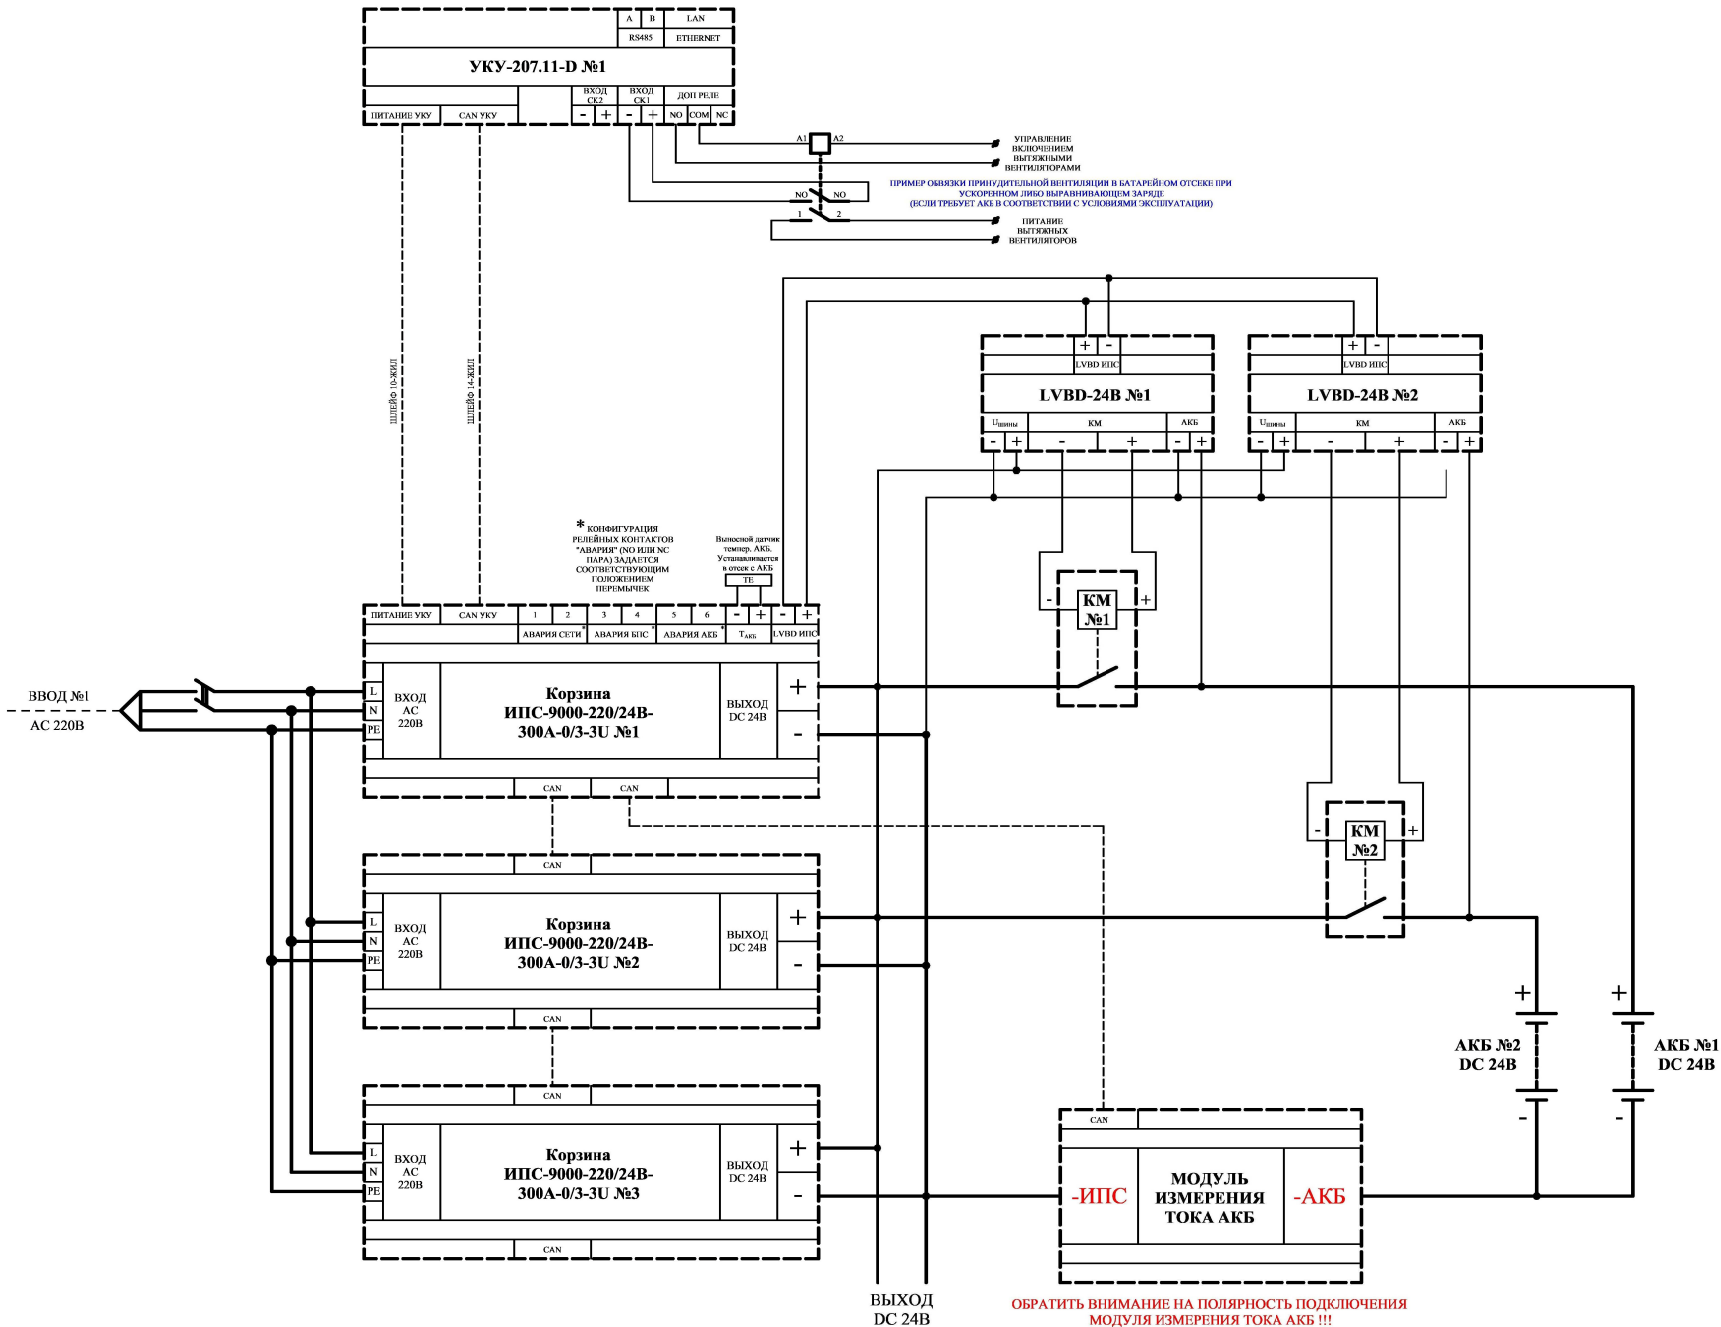 A B LAN
RS485 ETHERNET
УКУ-207.11-D №1
ВХОД СК2
ВХОД СК1
ДОП РЕЛЕ
ПИТАНИЕ УКУ CAN УКУ - + - + NO COM NC
A1 A2
УПРАВЛЕНИЕ
ВКЛЮЧЕНИЕМ
ВЫТЯЖНЫМИ
ВЕНТИЛЯТОРАМИ
ПРИМЕР ОБВЯЗКИ ПРИНУДИТЕЛЬНОЙ ВЕНТИЛЯЦИИ В БАТАРЕЙНОМ ОТСЕКЕ ПРИ
УСКОРЕННОМ ЛИБО ВЫРАВНИВАЮЩЕМ ЗАРЯДЕ
(ЕСЛИ ТРЕБУЕТ АКБ В СООТВЕТСТВИИ С УСЛОВИЯМИ ЭКСПЛУАТАЦИИ)
NO NO
1 2
ПИТАНИЕ
ВЫТЯЖНЫХ
ВЕНТИЛЯТОРОВ
ШЛЕЙФ 10-ЖИЛ
ШЛЕЙФ 14-ЖИЛ
+ -
LVBD ИПС
LVBD-24В №1
Uшины КМ АКБ
- + - + - +
+ -
LVBD ИПС
LVBD-24В №2
Uшины КМ АКБ
- + - + - +
* КОНФИГУРАЦИЯ
РЕЛЕЙНЫХ КОНТАКТОВ
"АВАРИЯ" (NO ИЛИ NC
ПАРА) ЗАДАЕТСЯ
СООТВЕТСТВУЮЩИМ
ПОЛОЖЕНИЕМ
ПЕРЕМЫЧЕК
Выносной датчик
темпер. АКБ.
Устанавливается
в отсек с АКБ
TE
ПИТАНИЕ УКУ CAN УКУ 1 2 3 4 5 6 - + - +
АВАРИЯ СЕТИ* АВАРИЯ БПС* АВАРИЯ АКБ* TАКБ LVBD ИПС
ВВОД №1
АС 220В
L
N
PE
ВХОД
АС
220В
Корзина
ИПС-9000-220/24В-
300А-0/3-3U №1
ВЫХОД
DC 24В
+
-
CAN CAN
- КМ
№1 +
- КМ
№2 +
CAN
L
N
PE
ВХОД
АС
220В
Корзина
ИПС-9000-220/24В-
300А-0/3-3U №2
ВЫХОД
DC 24В
+
-
CAN
CAN
L
N
PE
ВХОД
АС
220В
Корзина
ИПС-9000-220/24В-
300А-0/3-3U №3
ВЫХОД
DC 24В
+
-
CAN
+
АКБ №2
DC 24В
-
+
АКБ №1
DC 24В
-
CAN
-ИПС
МОДУЛЬ
ИЗМЕРЕНИЯ
ТОКА АКБ
-АКБ
ВЫХОД
DC 24В
ОБРАТИТЬ ВНИМАНИЕ НА ПОЛЯРНОСТЬ ПОДКЛЮЧЕНИЯ
МОДУЛЯ ИЗМЕРЕНИЯ ТОКА АКБ !!!